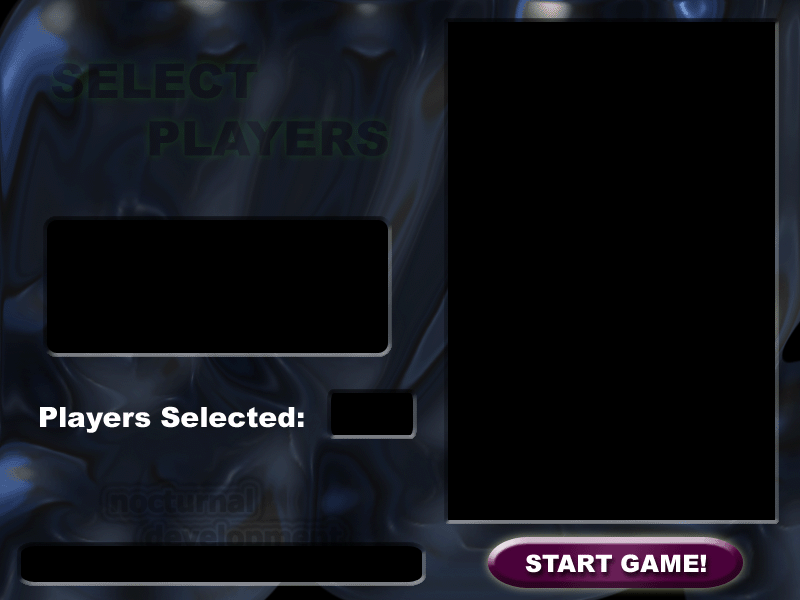 SELECT
PLAYERS
Players Selected:
nocturnal
development
START GAME!